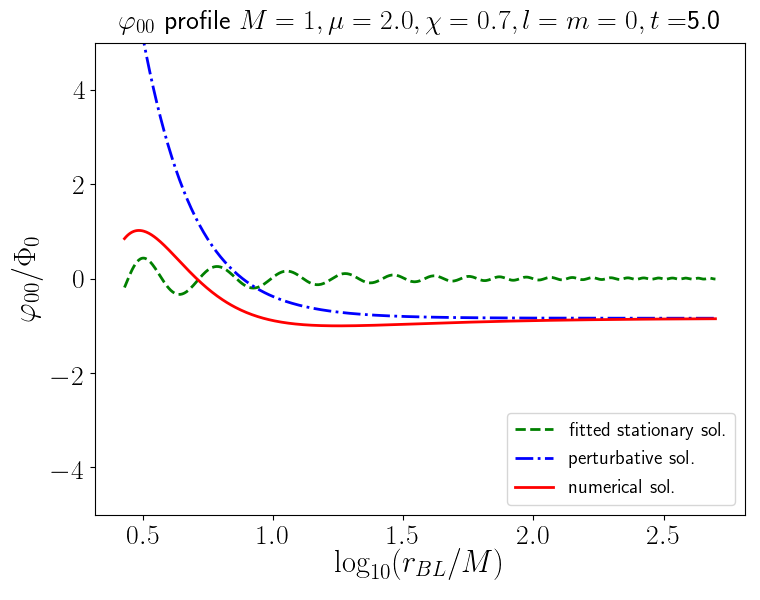 φ₀₀ profile M = 1, μ = 2.0, χ = 0.7, l = m = 0, t =5.0
φ₀₀/Φ₀
4
2
0
−2
−4
fitted stationary sol.
perturbative sol.
numerical sol.
0.5 1.0 1.5 2.0 2.5
log₁₀(r_BL/M)